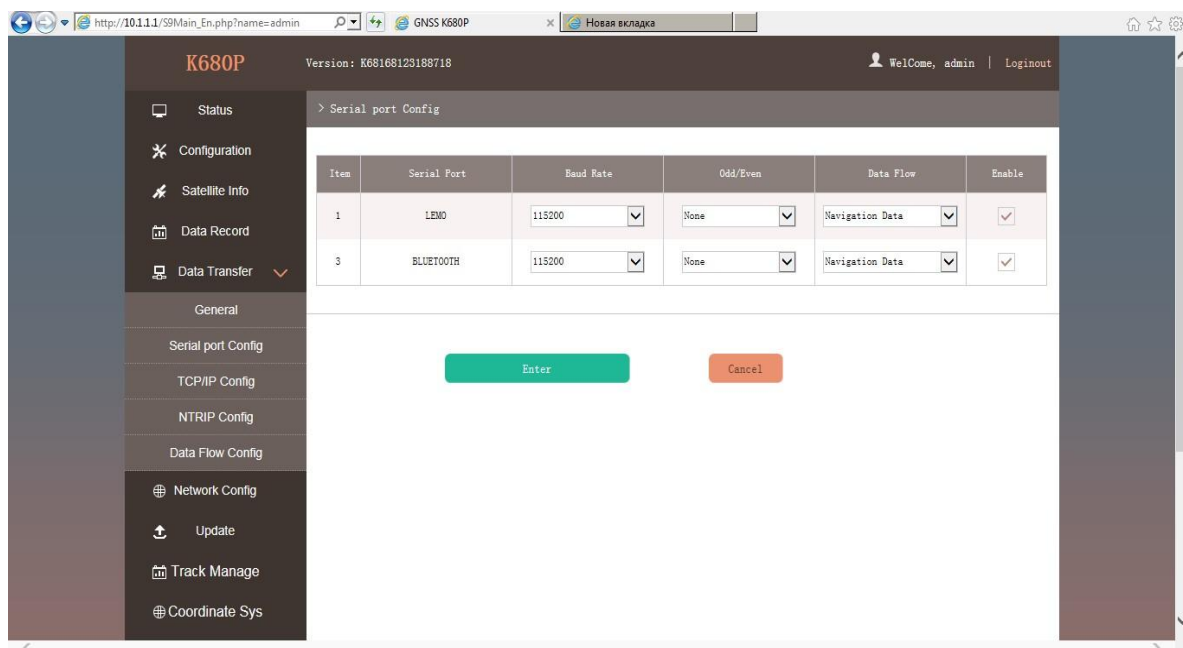 http://10.1.1.1/S9Main_En.php?name=admin
GNSS K680P
Новая вкладка
K680P
Version: K68168123188718
WelCome, admin | Loginout
Status
Configuration
Satellite Info
Data Record
Data Transfer
General
Serial port Config
TCP/IP Config
NTRIP Config
Data Flow Config
Network Config
Update
Track Manage
Coordinate Sys
> Serial port Config
Item Serial Port Baud Rate Odd/Even Data Flow Enable
1 LEMO 115200 None Navigation Data
3 BLUETOOTH 115200 None Navigation Data
Enter Cancel